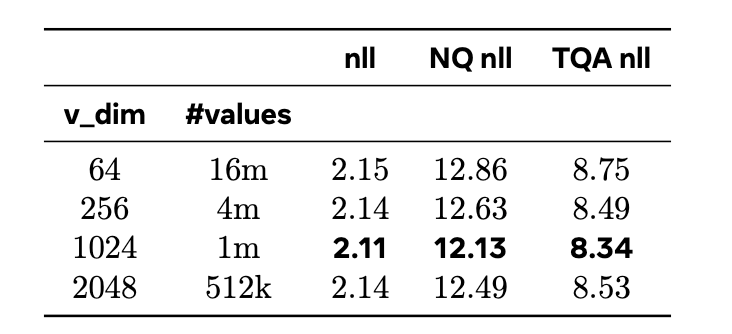 nll NQ nll TQA nll
v_dim #values
64 16m 2.15 12.86 8.75
256 4m 2.14 12.63 8.49
1024 1m 2.11 12.13 8.34
2048 512k 2.14 12.49 8.53